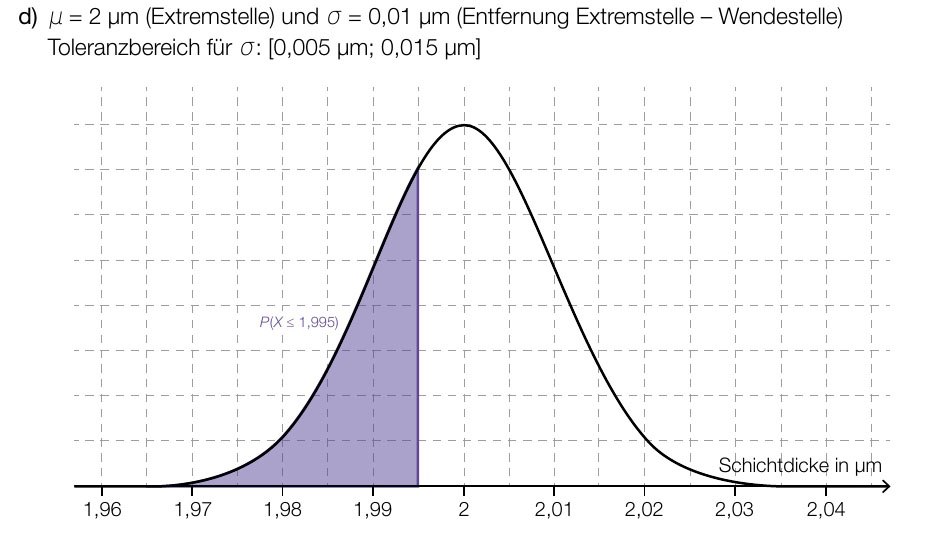 d) μ = 2 μm (Extremstelle) und σ = 0,01 μm (Entfernung Extremstelle – Wendestelle)
Toleranzbereich für σ: [0,005 μm; 0,015 μm]
P(X ≤ 1,995)
Schichtdicke in μm
1,96 1,97 1,98 1,99 2 2,01 2,02 2,03 2,04